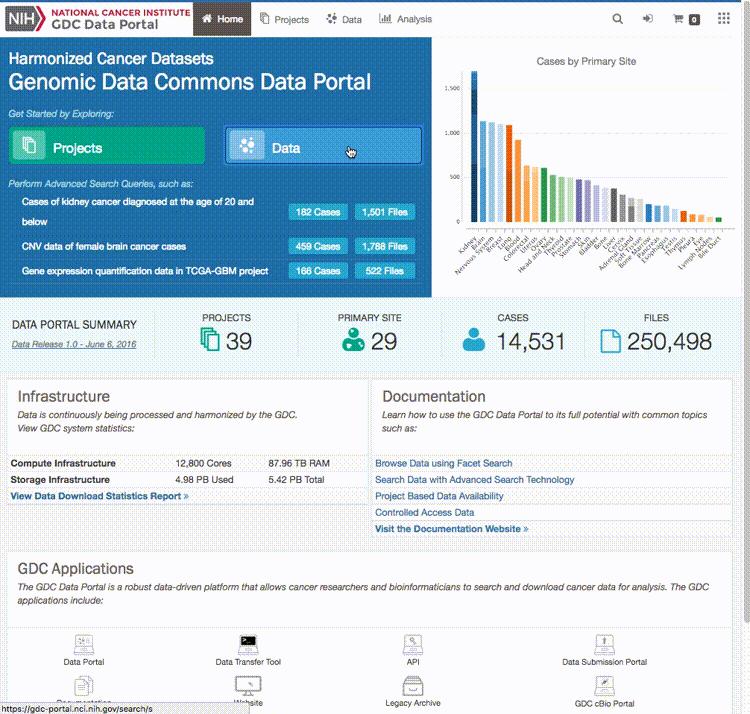 NIH NATIONAL CANCER INSTITUTE
GDC Data Portal
Home
Projects
Data
Analysis
0
Harmonized Cancer Datasets
Genomic Data Commons Data Portal
Get Started by Exploring:
Projects
Data
Perform Advanced Search Queries, such as:
Cases of kidney cancer diagnosed at the age of 20 and
below
182 Cases
1,501 Files
CNV data of female brain cancer cases
459 Cases
1,788 Files
Gene expression quantification data in TCGA-GBM project
166 Cases
522 Files
Cases by Primary Site
1,500
1,000
500
0
Kidney
Brain
Nervous System
Breast
Lung
Blood
Colorectal
Uterus
Ovary
Head and Neck
Thyroid
Prostate
Stomach
Skin
Bladder
Bone
Liver
Cervix
Adrenal Gland
Soft Tissue
Bone Marrow
Pancreas
Esophagus
Testis
Thymus
Pleura
Eye
Lymph Nodes
Bile Duct
DATA PORTAL SUMMARY
Data Release 1.0 - June 6, 2016
PROJECTS
39
PRIMARY SITE
29
CASES
14,531
FILES
250,498
Infrastructure
Data is continuously being processed and harmonized by the GDC.
View GDC system statistics:
Compute Infrastructure 12,800 Cores 87.96 TB RAM
Storage Infrastructure 4.98 PB Used 5.42 PB Total
View Data Download Statistics Report »
Documentation
Learn how to use the GDC Data Portal to its full potential with common topics
such as:
Browse Data using Facet Search
Search Data with Advanced Search Technology
Project Based Data Availability
Controlled Access Data
Visit the Documentation Website »
GDC Applications
The GDC Data Portal is a robust data-driven platform that allows cancer researchers and bioinformaticians to search and download cancer data for analysis. The GDC
applications include:
Data Portal
Data Transfer Tool
API
Data Submission Portal
Documentation
Website
Legacy Archive
GDC cBio Portal
https://gdc-portal.nci.nih.gov/search/s